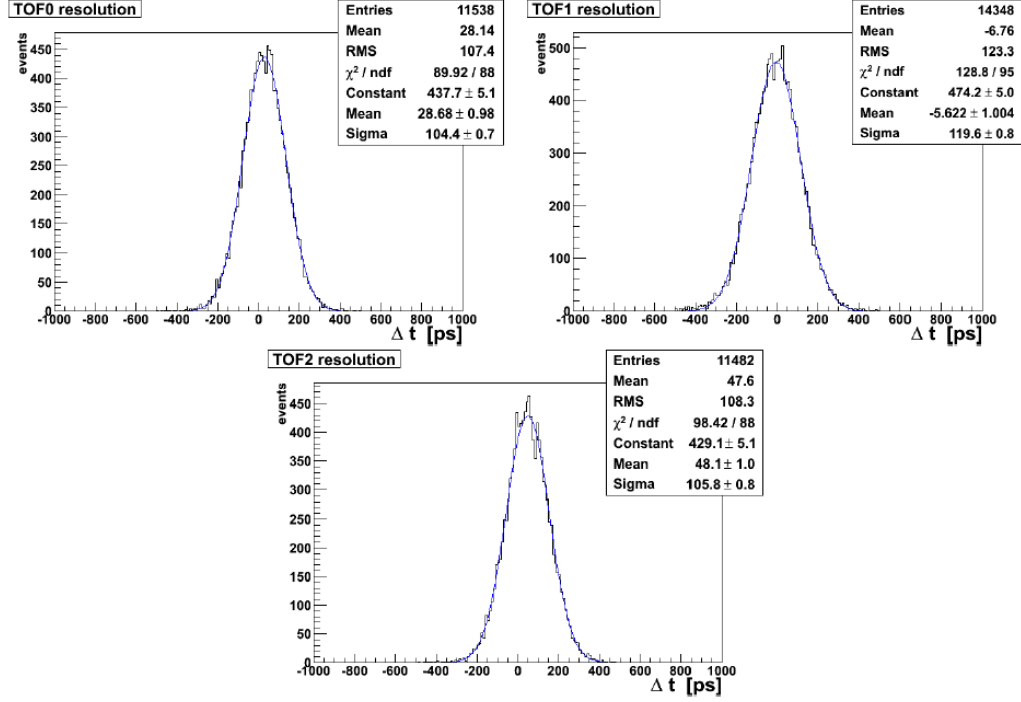 TOF0 resolution
Entries 11538
Mean 28.14
RMS 107.4
χ² / ndf 89.92 / 88
Constant 437.7 ± 5.1
Mean 28.68 ± 0.98
Sigma 104.4 ± 0.7
events
450
400
350
300
250
200
150
100
50
0
-1000 -800 -600 -400 -200 0 200 400 600 800 1000
Δ t [ps]
TOF1 resolution
Entries 14348
Mean -6.76
RMS 123.3
χ² / ndf 128.8 / 95
Constant 474.2 ± 5.0
Mean -5.622 ± 1.004
Sigma 119.6 ± 0.8
events
500
400
300
200
100
0
-1000 -800 -600 -400 -200 0 200 400 600 800 1000
Δ t [ps]
TOF2 resolution
Entries 11482
Mean 47.6
RMS 108.3
χ² / ndf 98.42 / 88
Constant 429.1 ± 5.1
Mean 48.1 ± 1.0
Sigma 105.8 ± 0.8
events
450
400
350
300
250
200
150
100
50
0
-1000 -800 -600 -400 -200 0 200 400 600 800 1000
Δ t [ps]